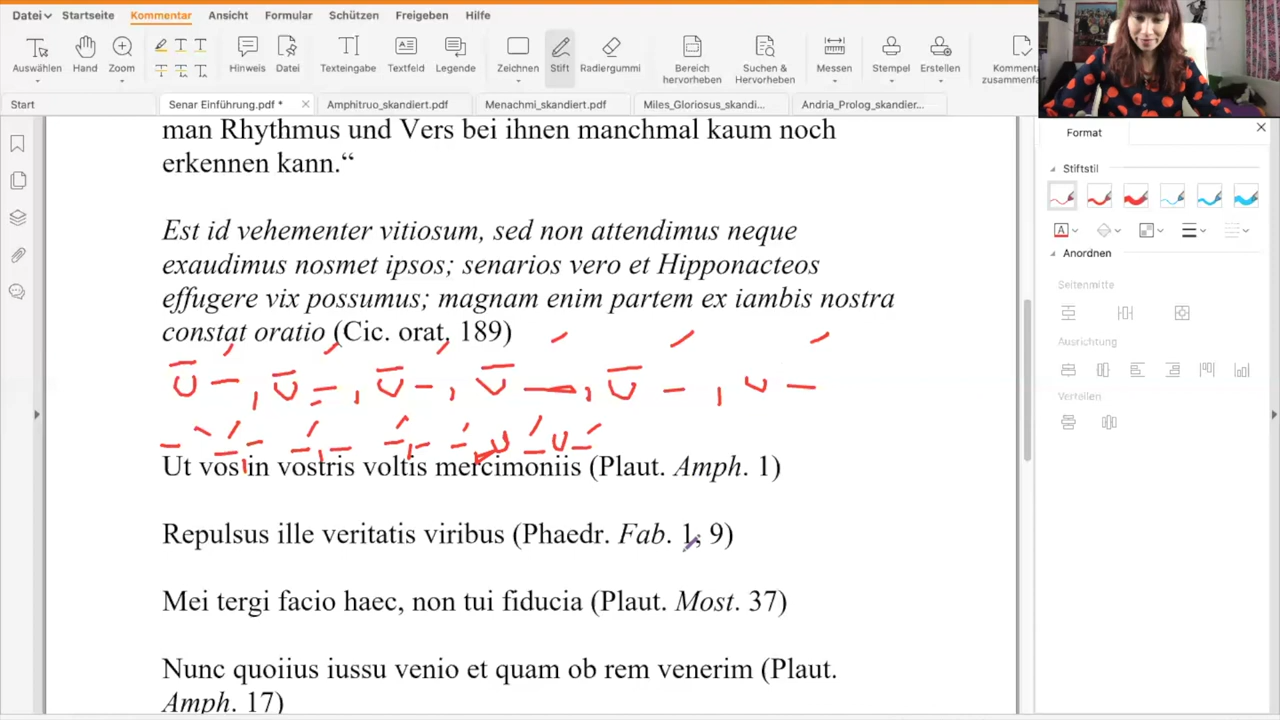 Datei Startseite Kommentar Ansicht Formular Schützen Freigeben Hilfe
Auswählen Hand Zoom Hinweis Datei Texteingabe Textfeld Legende Zeichnen Stift Radiergummi Bereich hervorheben Suchen & Hervorheben Messen Stempel Erstellen Komment zusammenfa
Start Senar Einführung.pdf * Amphitruo_skandiert.pdf Menachmi_skandiert.pdf Miles_Gloriosus_skandi... Andria_Prolog_skandier...
man Rhythmus und Vers bei ihnen manchmal kaum noch
erkennen kann.“
Est id vehementer vitiosum, sed non attendimus neque
exaudimus nosmet ipsos; senarios vero et Hipponacteos
effugere vix possumus; magnam enim partem ex iambis nostra
constat oratio (Cic. orat, 189)
Ut vos in vostris voltis mercimoniis (Plaut. Amph. 1)
Repulsus ille veritatis viribus (Phaedr. Fab. 1, 9)
Mei tergi facio haec, non tui fiducia (Plaut. Most. 37)
Nunc quoiius iussu venio et quam ob rem venerim (Plaut.
Amph. 17)
Format
Stiftstil
Anordnen
Seitenmitte
Ausrichtung
Verteilen